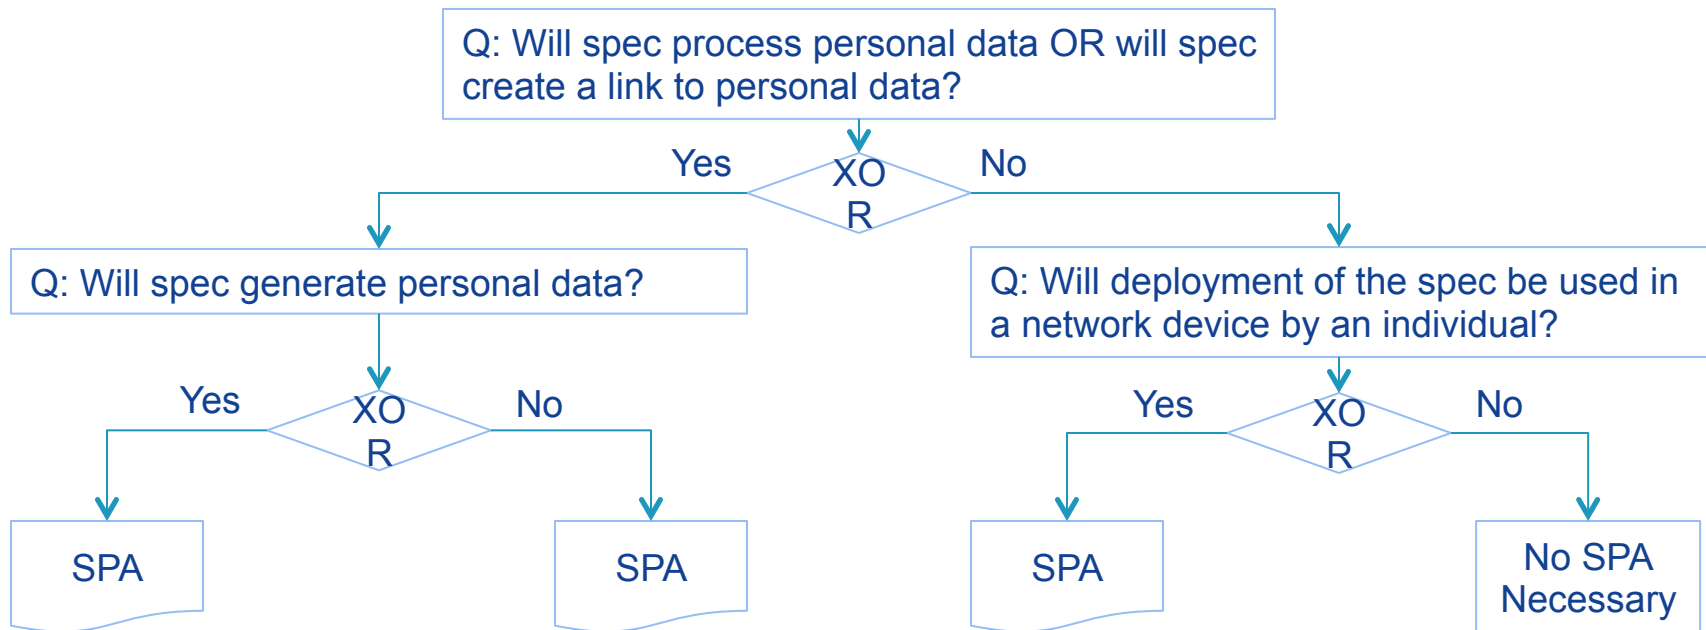 Q: Will spec process personal data OR will spec
create a link to personal data?
Yes
XO
R
No
Q: Will spec generate personal data?
Q: Will deployment of the spec be used in
a network device by an individual?
Yes
XO
R
No
Yes
XO
R
No
SPA
SPA
SPA
No SPA
Necessary